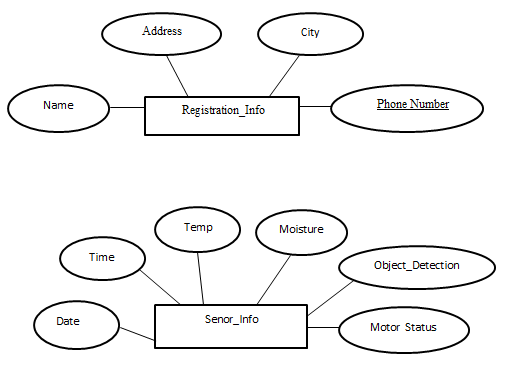 Address
City
Name
Registration_Info
Phone Number
Temp
Moisture
Time
Object_Detection
Date
Senor_Info
Motor Status